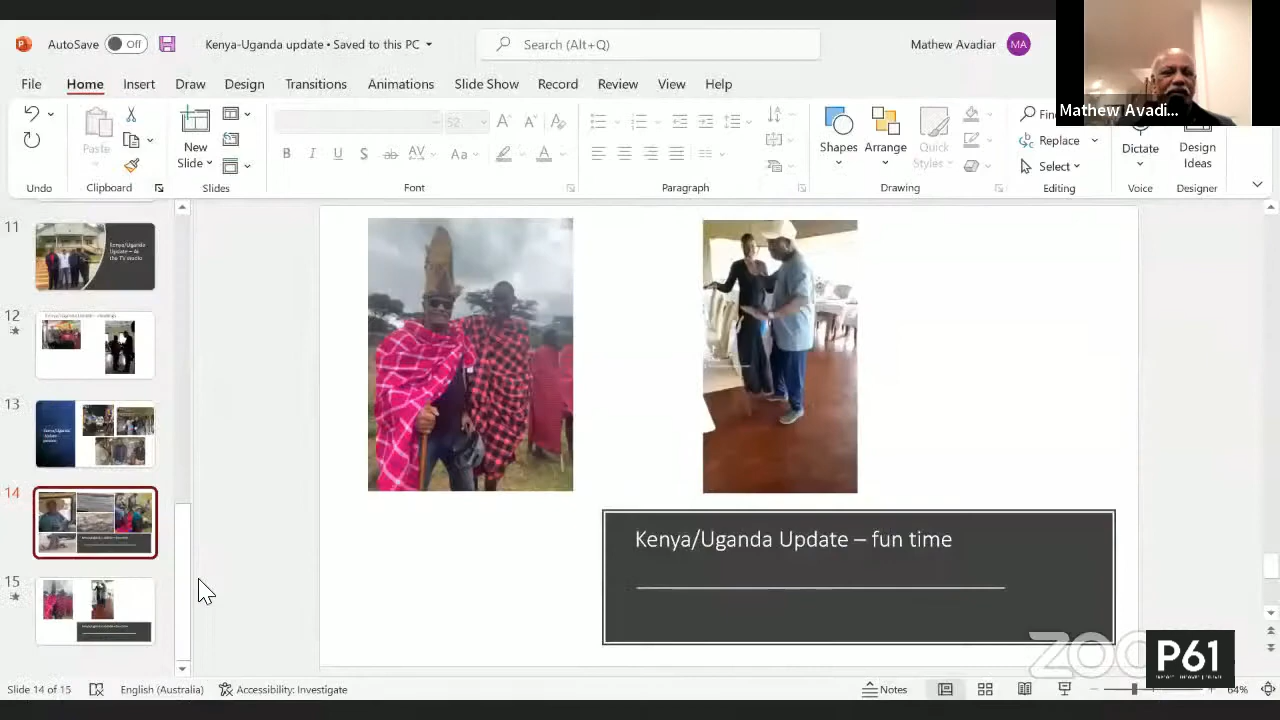 AutoSave Off Kenya-Uganda update • Saved to this PC Search (Alt+Q) Mathew Avadiar MA
Mathew Avadi...
File Home Insert Draw Design Transitions Animations Slide Show Record Review View Help
Paste
New
Slide
Shapes
Arrange
Quick
Styles
Replace
Select
Dictate
Design
Ideas
Undo Clipboard Slides Font Paragraph Drawing Editing Voice Designer
11
12
13
14
15
Kenya/Uganda Update – fun time
ZOO
P61
Slide 14 of 15 English (Australia) Accessibility: Investigate Notes 64%